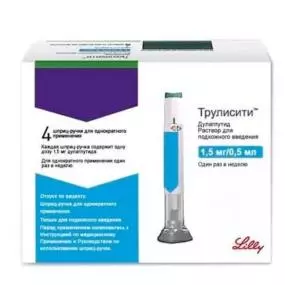 4 шприц-ручки для однократного применения
Каждая шприц-ручка содержит одну дозу 1,5 мг дулаглутида
Для однократного применения один раз в неделю
Отпуск по рецепту.
Шприц-ручка для однократного применения.
Только для подкожного введения
Перед применением ознакомьтесь с
Инструкцией по медицинскому
Применению и Руководством по
использованию шприц-ручки.
Трулисити™
Дулаглутид
Раствор для
подкожного введения
1,5 мг/0,5 мл
Один раз в неделю
Lilly